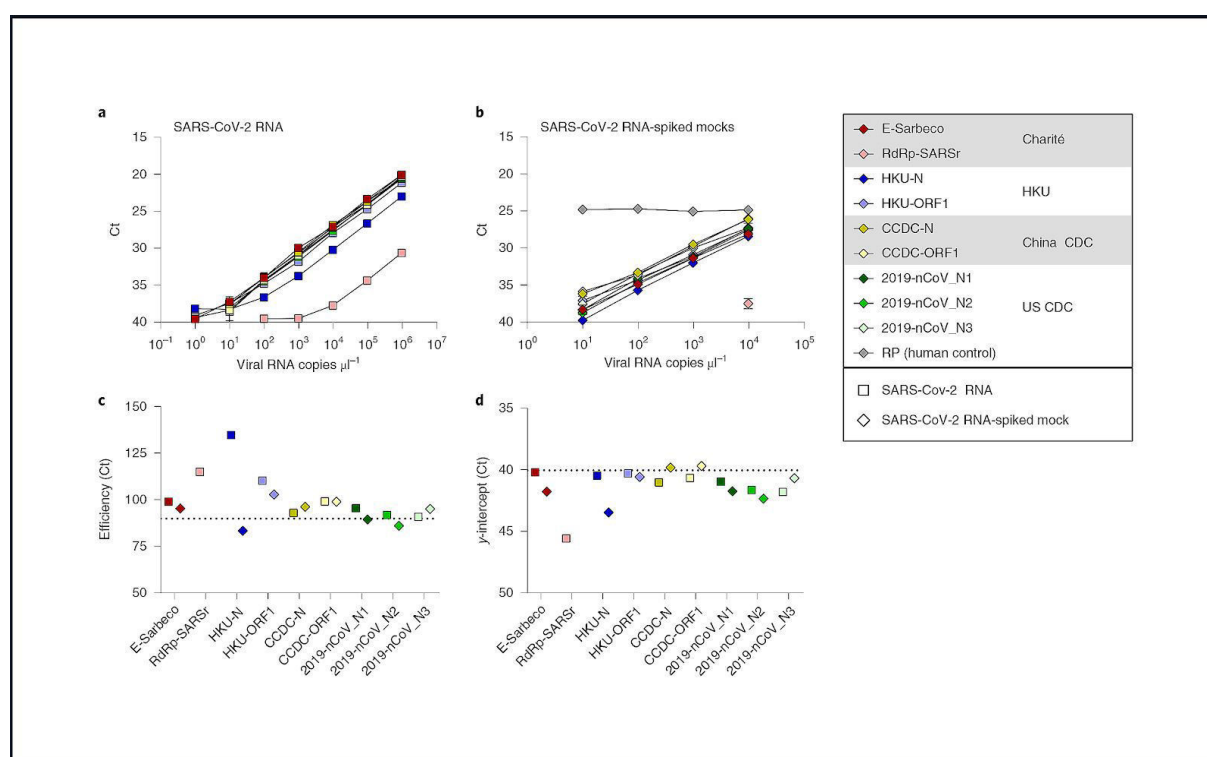 a
SARS-CoV-2 RNA
15
20
25
30
35
40
Ct
10⁰ 10¹ 10² 10³ 10⁴ 10⁵ 10⁶ 10⁷
Viral RNA copies µl⁻¹
b
SARS-CoV-2 RNA-spiked mocks
15
20
25
30
35
40
Ct
10⁰ 10¹ 10² 10³ 10⁴ 10⁵
Viral RNA copies µl⁻¹
E-Sarbeco
RdRp-SARSr
Charité
HKU-N
HKU-ORF1
HKU
CCDC-N
CCDC-ORF1
China CDC
2019-nCoV_N1
2019-nCoV_N2
2019-nCoV_N3
US CDC
RP (human control)
SARS-Cov-2 RNA
SARS-CoV-2 RNA-spiked mock
c
150
125
100
75
50
Efficiency (Ct)
E-Sarbeco
RdRp-SARSr
HKU-N
HKU-ORF1
CCDC-N
CCDC-ORF1
2019-nCoV_N1
2019-nCoV_N2
2019-nCoV_N3
d
35
40
45
50
y-intercept (Ct)
E-Sarbeco
RdRp-SARSr
HKU-N
HKU-ORF1
CCDC-N
CCDC-ORF1
2019-nCoV_N1
2019-nCoV_N2
2019-nCoV_N3